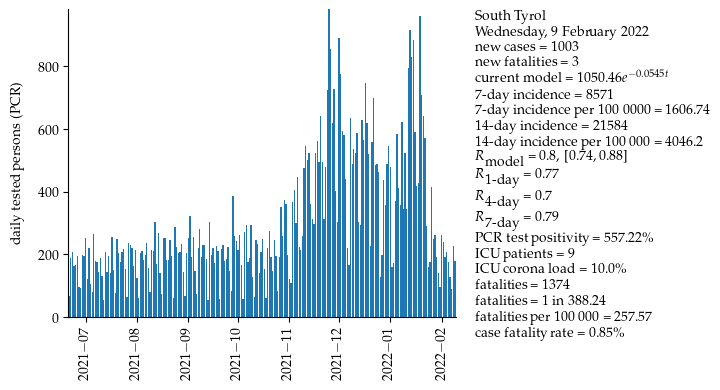 South Tyrol
Wednesday, 9 February 2022
new cases = 1003
new fatalities = 3
current model = 1050.46e^{−0.0545t}
7-day incidence = 8571
7-day incidence per 100 0000 = 1606.74
14-day incidence = 21584
14-day incidence per 100 000 = 4046.2
R_model = 0.8, [0.74, 0.88]
R_1-day = 0.77
R_4-day = 0.7
R_7-day = 0.79
PCR test positivity = 557.22%
ICU patients = 9
ICU corona load = 10.0%
fatalities = 1374
fatalities = 1 in 388.24
fatalities per 100 000 = 257.57
case fatality rate = 0.85%
daily tested persons (PCR)
800
600
400
200
0
2021−07
2021−08
2021−09
2021−10
2021−11
2021−12
2022−01
2022−02